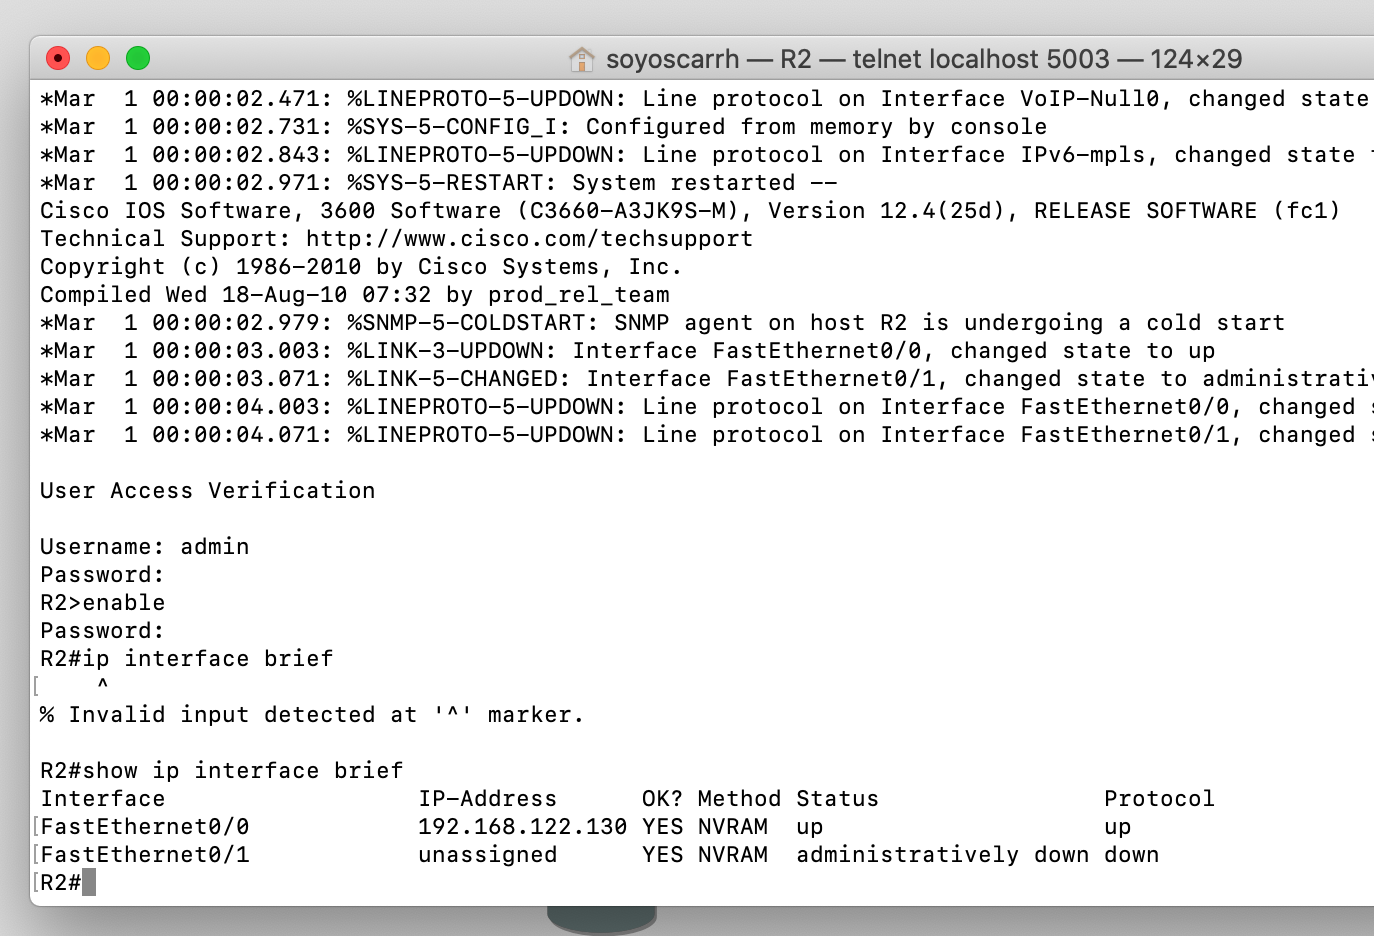 soyoscarrh — R2 — telnet localhost 5003 — 124×29
*Mar  1 00:00:02.471: %LINEPROTO-5-UPDOWN: Line protocol on Interface VoIP-Null0, changed state
*Mar  1 00:00:02.731: %SYS-5-CONFIG_I: Configured from memory by console
*Mar  1 00:00:02.843: %LINEPROTO-5-UPDOWN: Line protocol on Interface IPv6-mpls, changed state
*Mar  1 00:00:02.971: %SYS-5-RESTART: System restarted --
Cisco IOS Software, 3600 Software (C3660-A3JK9S-M), Version 12.4(25d), RELEASE SOFTWARE (fc1)
Technical Support: http://www.cisco.com/techsupport
Copyright (c) 1986-2010 by Cisco Systems, Inc.
Compiled Wed 18-Aug-10 07:32 by prod_rel_team
*Mar  1 00:00:02.979: %SNMP-5-COLDSTART: SNMP agent on host R2 is undergoing a cold start
*Mar  1 00:00:03.003: %LINK-3-UPDOWN: Interface FastEthernet0/0, changed state to up
*Mar  1 00:00:03.071: %LINK-5-CHANGED: Interface FastEthernet0/1, changed state to administrativ
*Mar  1 00:00:04.003: %LINEPROTO-5-UPDOWN: Line protocol on Interface FastEthernet0/0, changed
*Mar  1 00:00:04.071: %LINEPROTO-5-UPDOWN: Line protocol on Interface FastEthernet0/1, changed
User Access Verification
Username: admin
Password:
R2>enable
Password:
R2#ip interface brief
[    ^
% Invalid input detected at '^' marker.
R2#show ip interface brief
Interface                  IP-Address      OK? Method Status                Protocol
[FastEthernet0/0            192.168.122.130 YES NVRAM  up                    up
[FastEthernet0/1            unassigned      YES NVRAM  administratively down down
[R2#